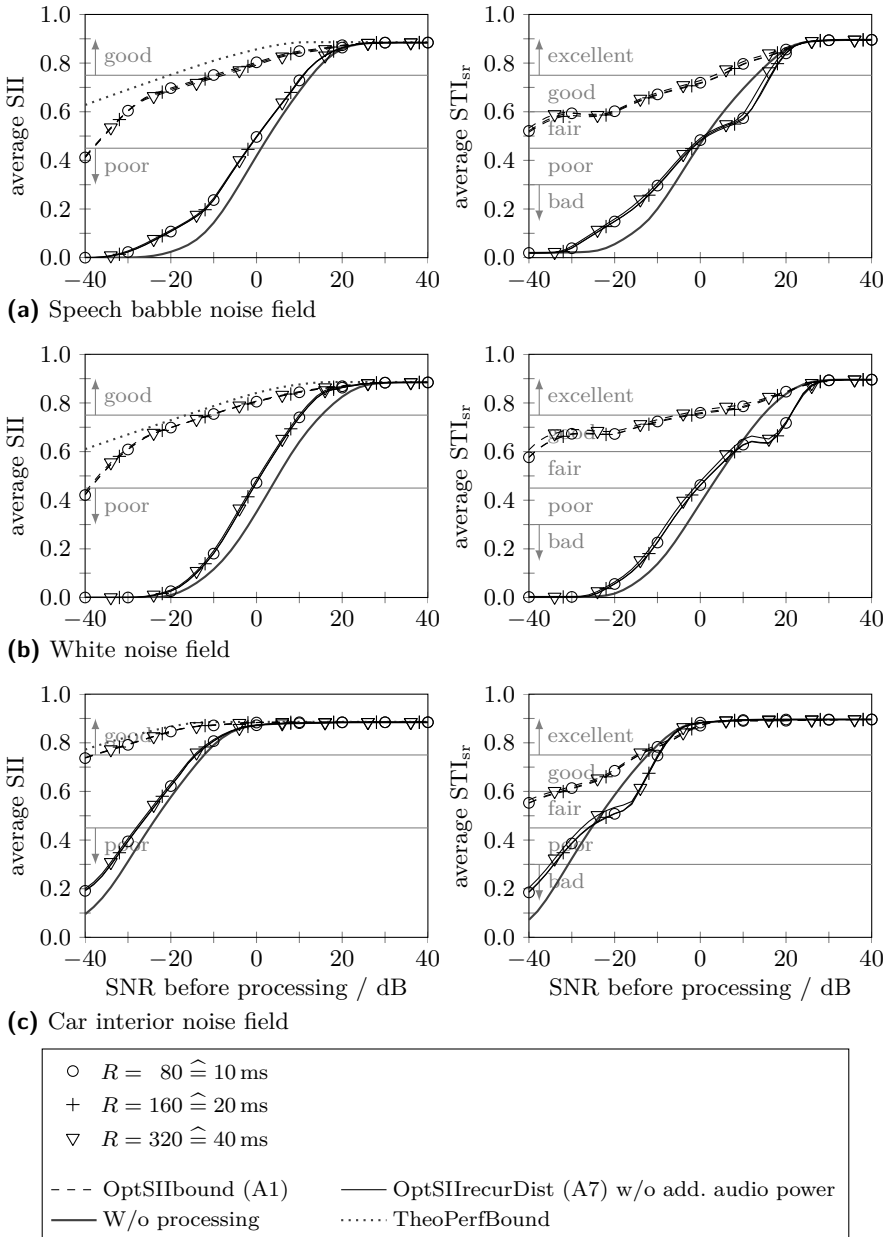 1.0
0.8
0.6
0.4
0.2
0.0
average SII
good
poor
−40
−20
0
20
40
1.0
0.8
0.6
0.4
0.2
0.0
average STIsr
excellent
good
fair
poor
bad
−40
−20
0
20
40
(a) Speech babble noise field
1.0
0.8
0.6
0.4
0.2
0.0
average SII
good
poor
−40
−20
0
20
40
1.0
0.8
0.6
0.4
0.2
0.0
average STIsr
excellent
good
fair
poor
bad
−40
−20
0
20
40
(b) White noise field
1.0
0.8
0.6
0.4
0.2
0.0
average SII
good
poor
−40
−20
0
20
40
SNR before processing / dB
1.0
0.8
0.6
0.4
0.2
0.0
average STIsr
excellent
good
fair
poor
bad
−40
−20
0
20
40
SNR before processing / dB
(c) Car interior noise field
R = 80 ≙ 10 ms
R = 160 ≙ 20 ms
R = 320 ≙ 40 ms
OptSIIbound (A1)
OptSIIrecurDist (A7) w/o add. audio power
W/o processing
TheoPerfBound